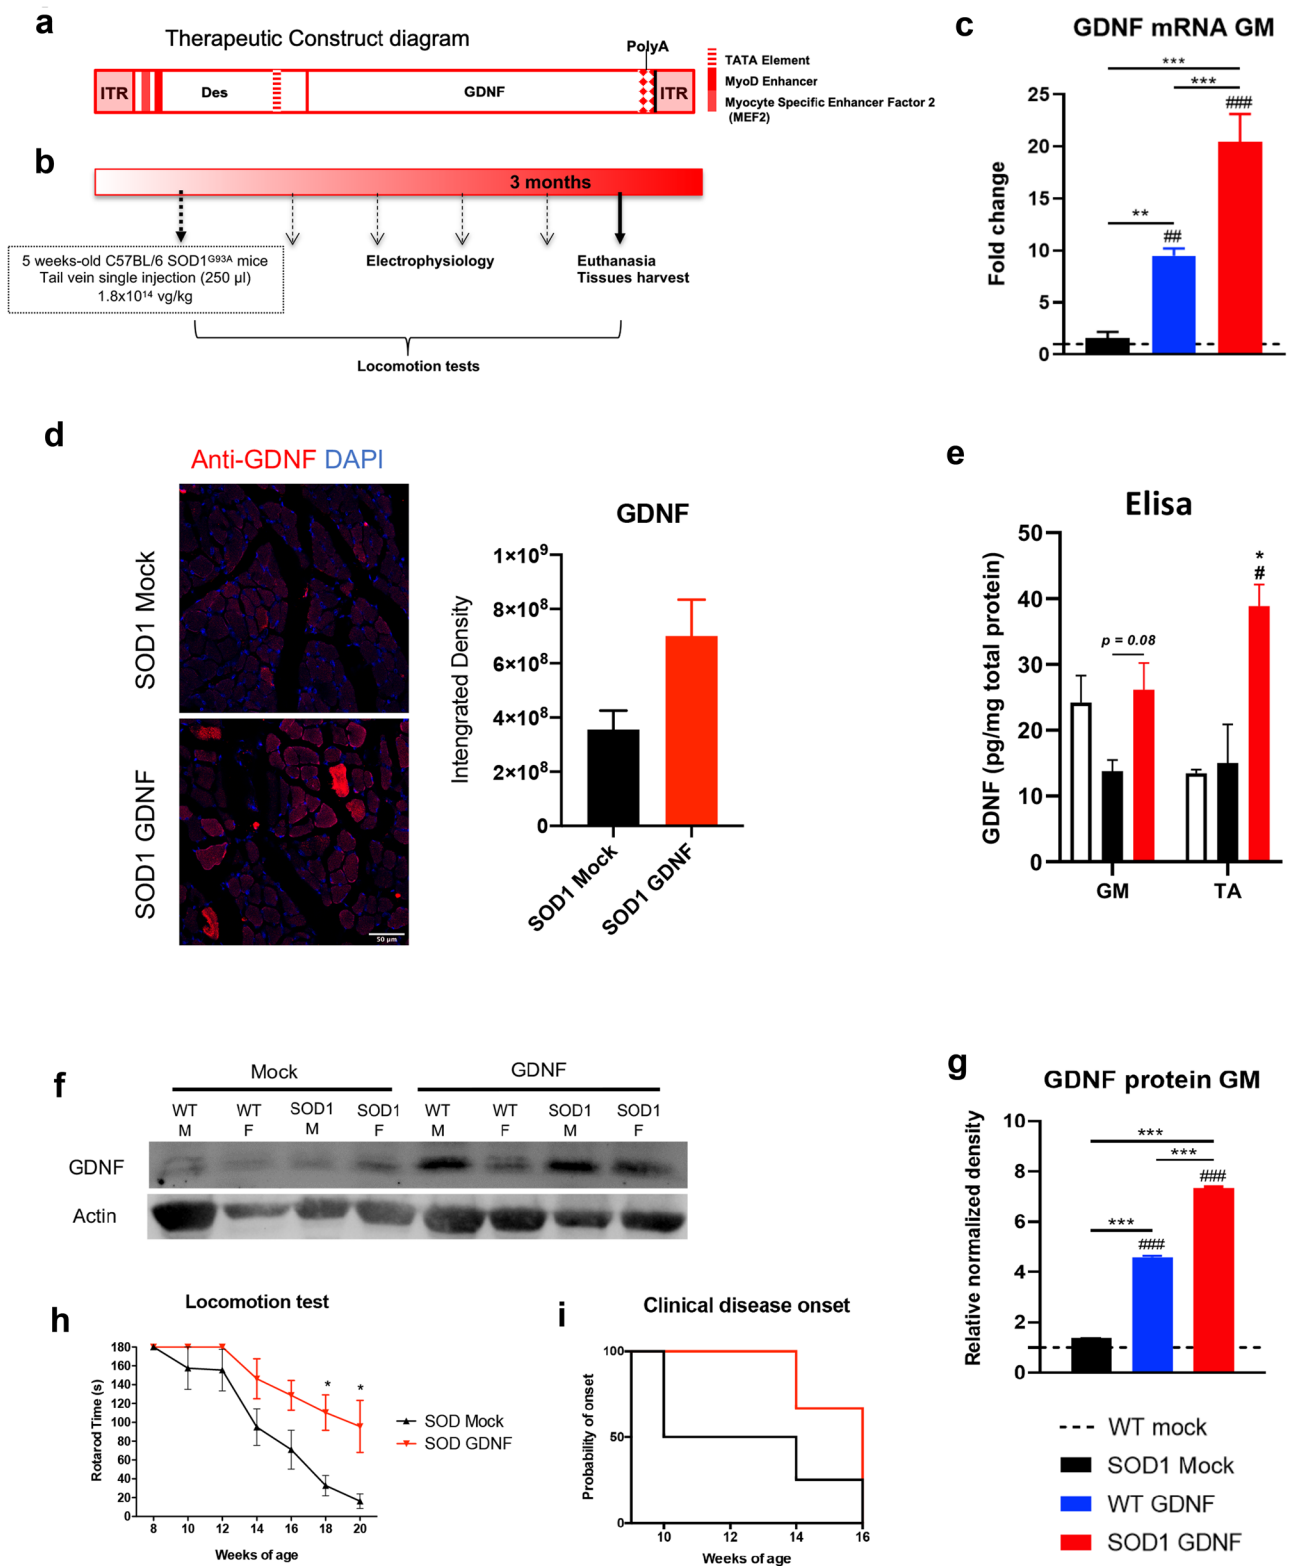 a
Therapeutic Construct diagram
PolyA
ITR
Des
GDNF
ITR
TATA Element
MyoD Enhancer
Myocyte Specific Enhancer Factor 2
(MEF2)
b
3 months
5 weeks-old C57BL/6 SOD1G93A mice
Tail vein single injection (250 µl)
1.8x10¹⁴ vg/kg
Electrophysiology
Euthanasia
Tissues harvest
Locomotion tests
c
GDNF mRNA GM
***
***
###
**
##
Fold change
25
20
15
10
5
0
d
Anti-GDNF DAPI
SOD1 Mock
SOD1 GDNF
50 µm
GDNF
Intengrated Density
1×10⁹
8×10⁸
6×10⁸
4×10⁸
2×10⁸
0
SOD1 Mock
SOD1 GDNF
e
Elisa
GDNF (pg/mg total protein)
50
40
30
20
10
0
p = 0.08
*
#
GM
TA
f
Mock
GDNF
WT WT SOD1 SOD1 WT WT SOD1 SOD1
M F M F M F M F
GDNF
Actin
g
GDNF protein GM
Relative normalized density
10
8
6
4
2
0
***
***
###
***
###
WT mock
SOD1 Mock
WT GDNF
SOD1 GDNF
h
Locomotion test
Rotarod Time (s)
180
160
140
120
100
80
60
40
20
0
* *
8 10 12 14 16 18 20
Weeks of age
SOD Mock
SOD GDNF
i
Clinical disease onset
Probability of onset
100
50
0
10 12 14 16
Weeks of age